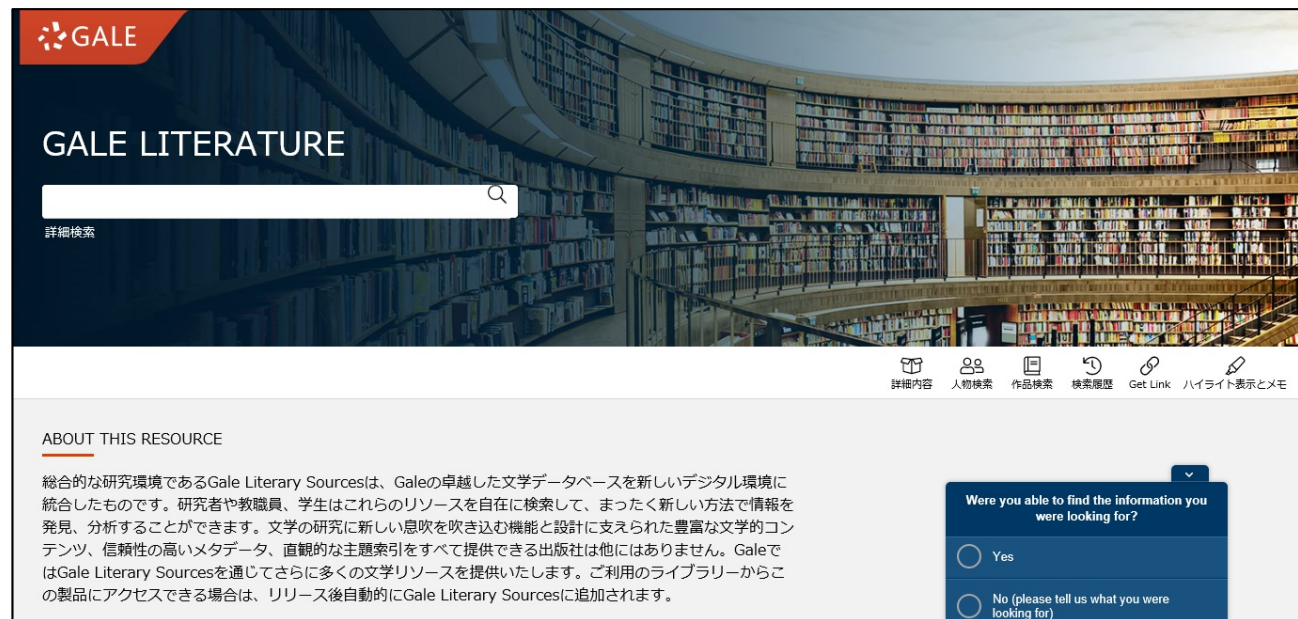 GALE
GALE LITERATURE
詳細検索
詳細内容
人物検索
作品検索
検索履歴
Get Link
ハイライト表示とメモ
ABOUT THIS RESOURCE
総合的な研究環境であるGale Literary Sourcesは、Galeの卓越した文学データベースを新しいデジタル環境に
統合したものです。研究者や教職員、学生はこれらのリソースを自在に検索して、まったく新しい方法で情報を
発見、分析することができます。文学の研究に新しい息吹を吹き込む機能と設計に支えられた豊富な文学的コン
テンツ、信頼性の高いメタデータ、直観的な主題索引をすべて提供できる出版社は他にはありません。Galeで
はGale Literary Sourcesを通じてさらに多くの文学リソースを提供いたします。ご利用のライブラリーからこ
の製品にアクセスできる場合は、リリース後自動的にGale Literary Sourcesに追加されます。
Were you able to find the information you
were looking for?
Yes
No (please tell us what you were
looking for)